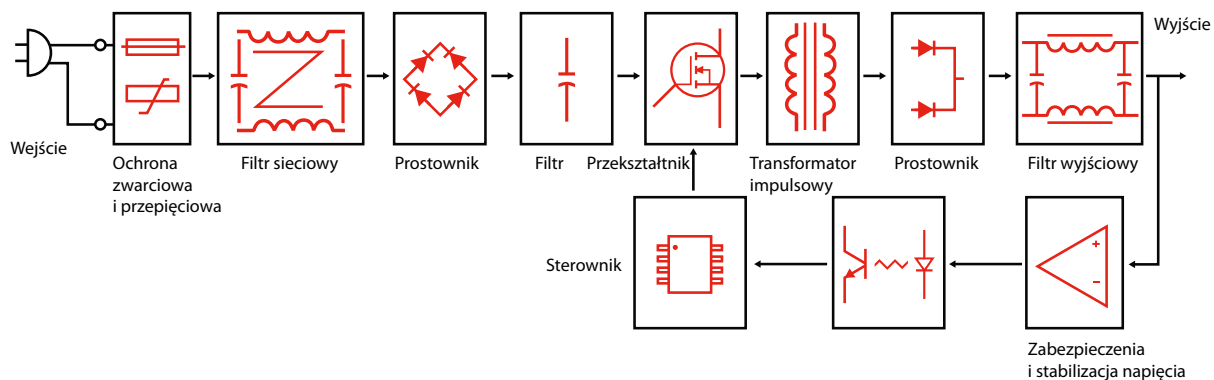 Wyjście
Wejście
Ochrona
zwarciowa
i przepięciowa
Filtr sieciowy
Prostownik
Filtr
Przekształtnik
Transformator
impulsowy
Prostownik
Filtr wyjściowy
Sterownik
+
−
Zabezpieczenia
i stabilizacja napięcia